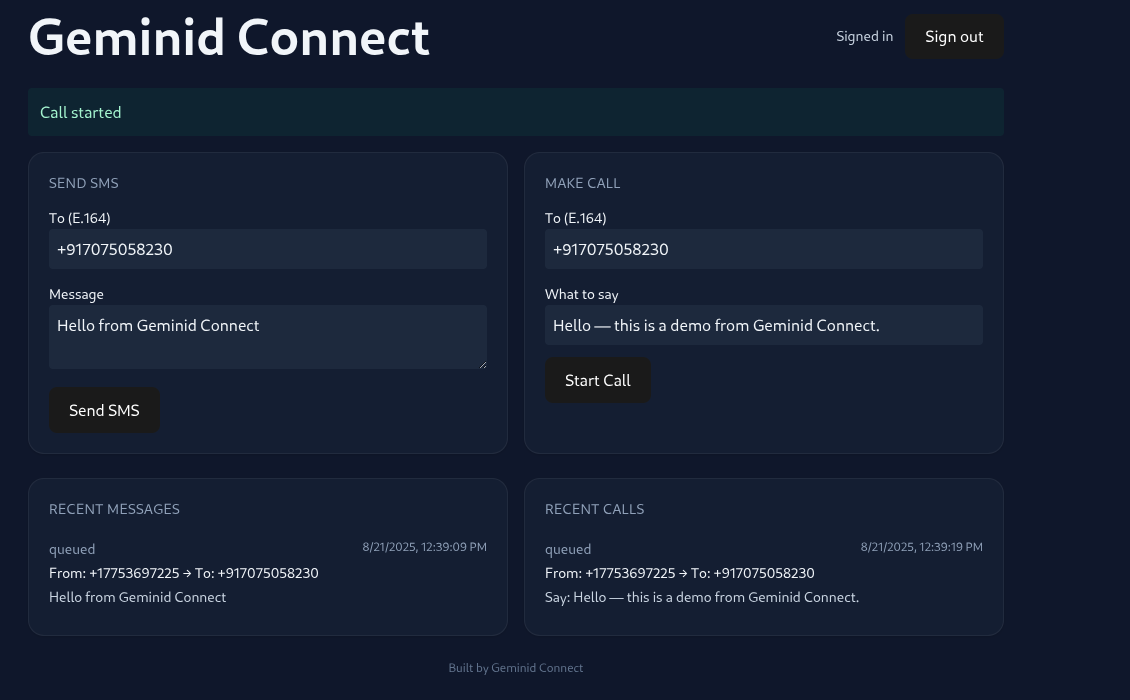 Geminid Connect
Signed in
Sign out
Call started
SEND SMS
To (E.164)
+917075058230
Message
Hello from Geminid Connect
Send SMS
MAKE CALL
To (E.164)
+917075058230
What to say
Hello — this is a demo from Geminid Connect.
Start Call
RECENT MESSAGES
queued
8/21/2025, 12:39:09 PM
From: +17753697225 → To: +917075058230
Hello from Geminid Connect
RECENT CALLS
queued
8/21/2025, 12:39:19 PM
From: +17753697225 → To: +917075058230
Say: Hello — this is a demo from Geminid Connect.
Built by Geminid Connect